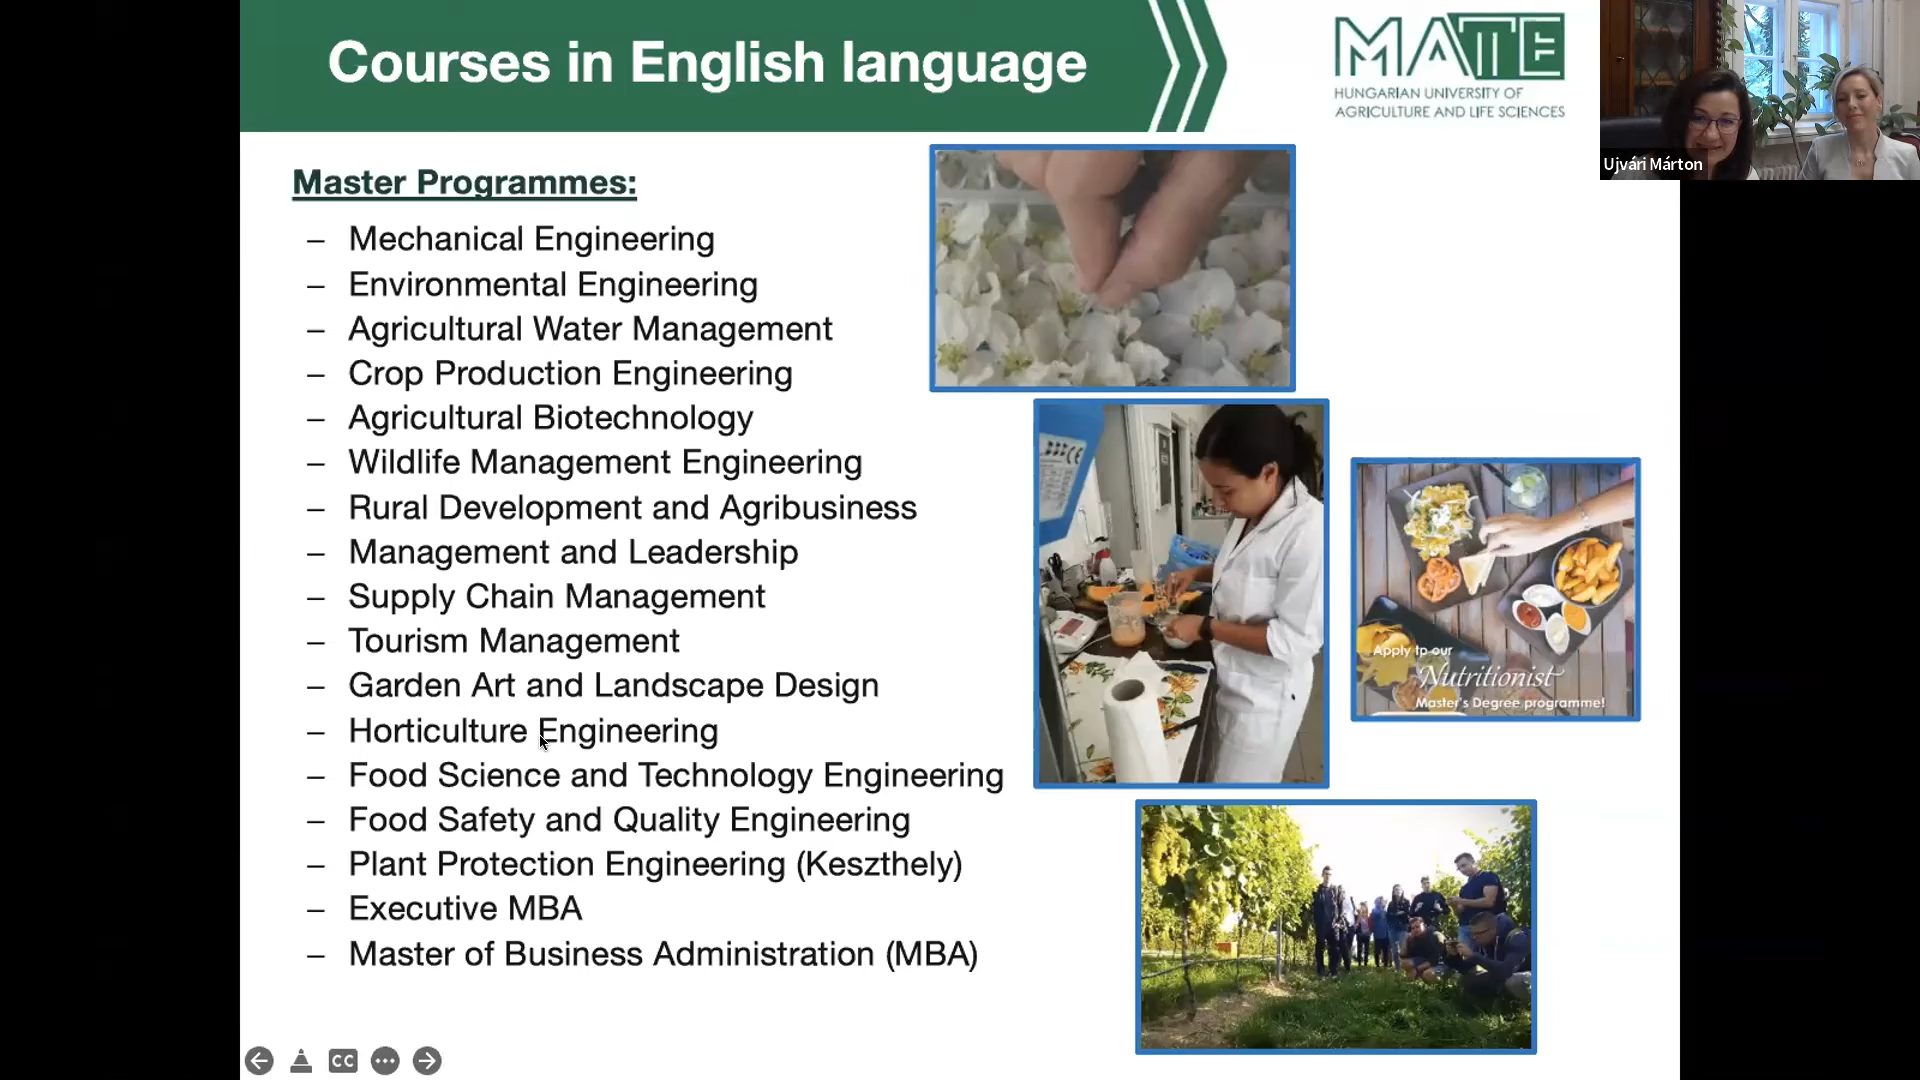 Courses in English language
MATE
HUNGARIAN UNIVERSITY OF
AGRICULTURE AND LIFE SCIENCES
Ujvári Márton
Master Programmes:
– Mechanical Engineering
– Environmental Engineering
– Agricultural Water Management
– Crop Production Engineering
– Agricultural Biotechnology
– Wildlife Management Engineering
– Rural Development and Agribusiness
– Management and Leadership
– Supply Chain Management
– Tourism Management
– Garden Art and Landscape Design
– Horticulture Engineering
– Food Science and Technology Engineering
– Food Safety and Quality Engineering
– Plant Protection Engineering (Keszthely)
– Executive MBA
– Master of Business Administration (MBA)
Apply to our
Nutritionist
Master's Degree programme!
CC